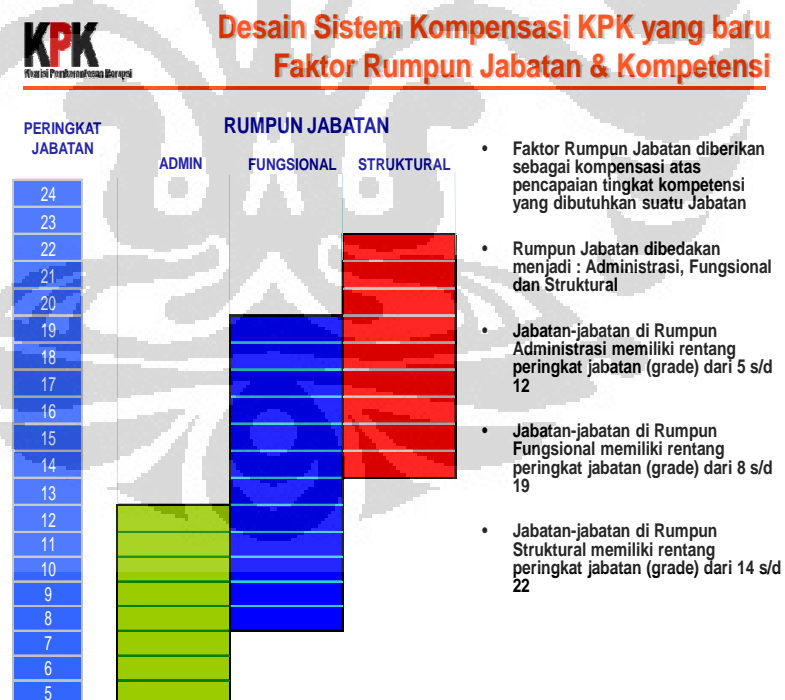 KPK
Komisi Pemberantasan Korupsi
Desain Sistem Kompensasi KPK yang baru
Faktor Rumpun Jabatan & Kompetensi
PERINGKAT
JABATAN
RUMPUN JABATAN
ADMIN
FUNGSIONAL
STRUKTURAL
24
23
22
21
20
19
18
17
16
15
14
13
12
11
10
9
8
7
6
5
• Faktor Rumpun Jabatan diberikan
sebagai kompensasi atas
pencapaian tingkat kompetensi
yang dibutuhkan suatu Jabatan
• Rumpun Jabatan dibedakan
menjadi : Administrasi, Fungsional
dan Struktural
• Jabatan-jabatan di Rumpun
Administrasi memiliki rentang
peringkat jabatan (grade) dari 5 s/d
12
• Jabatan-jabatan di Rumpun
Fungsional memiliki rentang
peringkat jabatan (grade) dari 8 s/d
19
• Jabatan-jabatan di Rumpun
Struktural memiliki rentang
peringkat jabatan (grade) dari 14 s/d
22